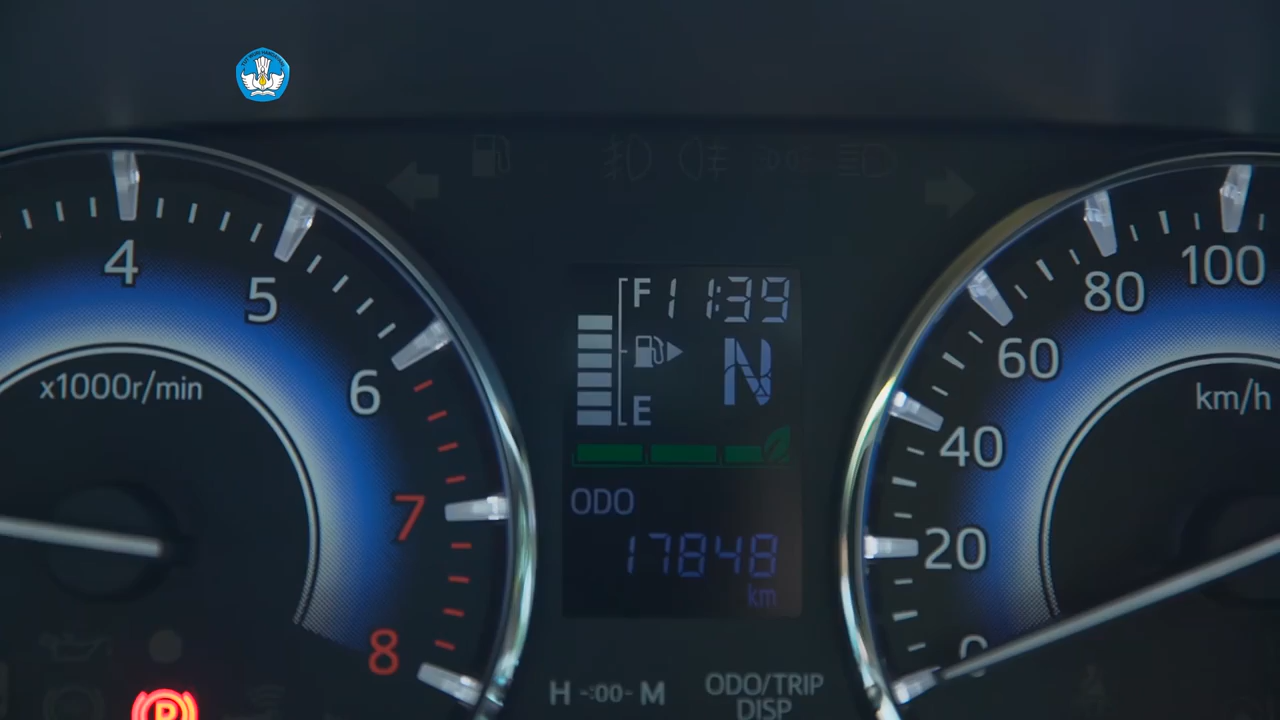 4
5
6
7
8
x1000r/min
F 11:39
N
E
ODO
17848
km
H -:00- M
ODO/TRIP
DISP
100
80
60
40
20
0
km/h
P